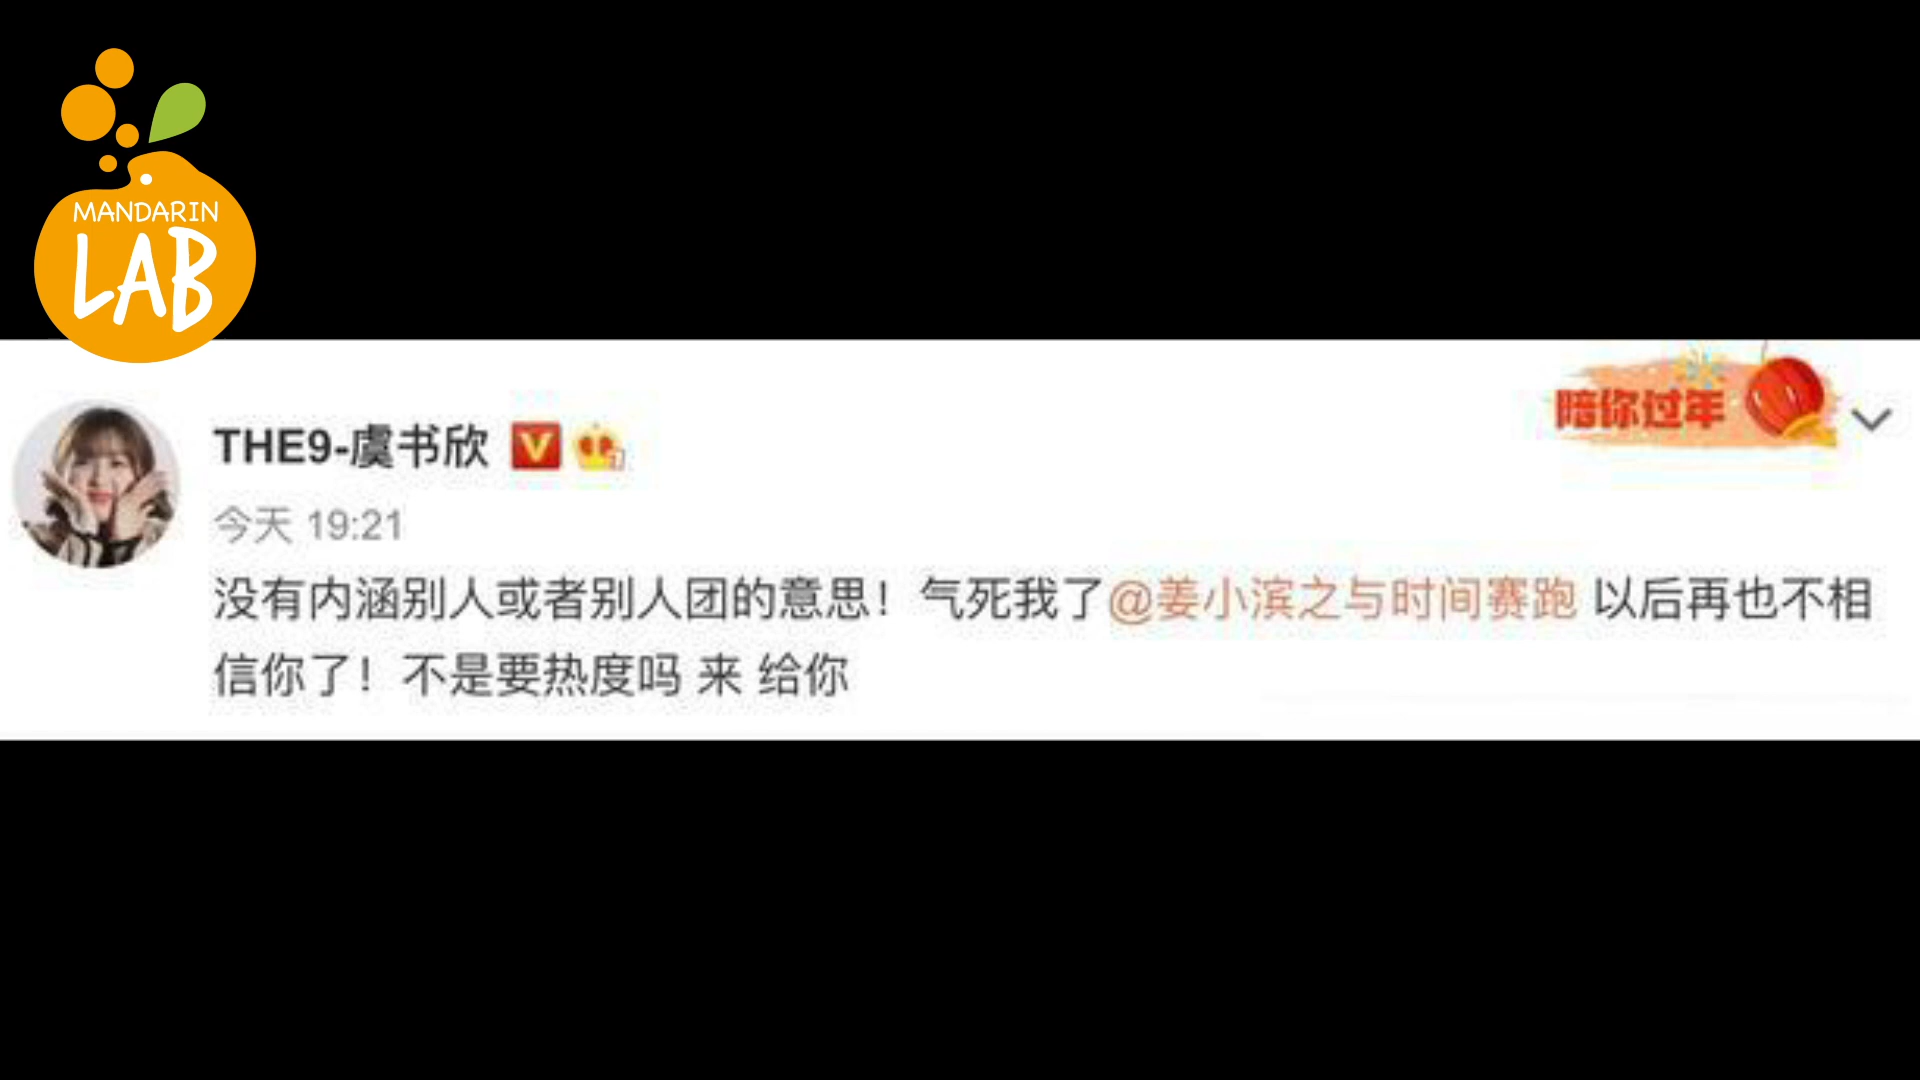 MANDARIN
LAB
陪你过年
THE9-虞书欣
今天 19:21
没有内涵别人或者别人团的意思！气死我了@姜小滨之与时间赛跑 以后再也不相
信你了！不是要热度吗 来 给你